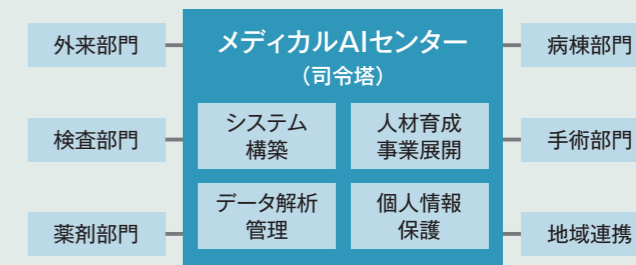 外来部門
検査部門
薬剤部門
メディカルAIセンター
（司令塔）
システム
構築
人材育成
事業展開
データ解析
管理
個人情報
保護
病棟部門
手術部門
地域連携